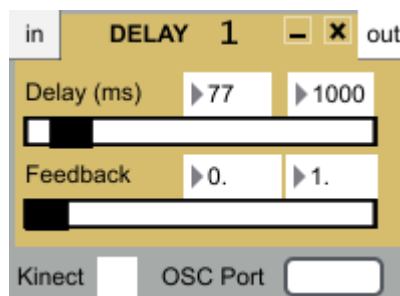 in DELAY 1 out
Delay (ms) 77 1000
Feedback 0. 1.
Kinect OSC Port